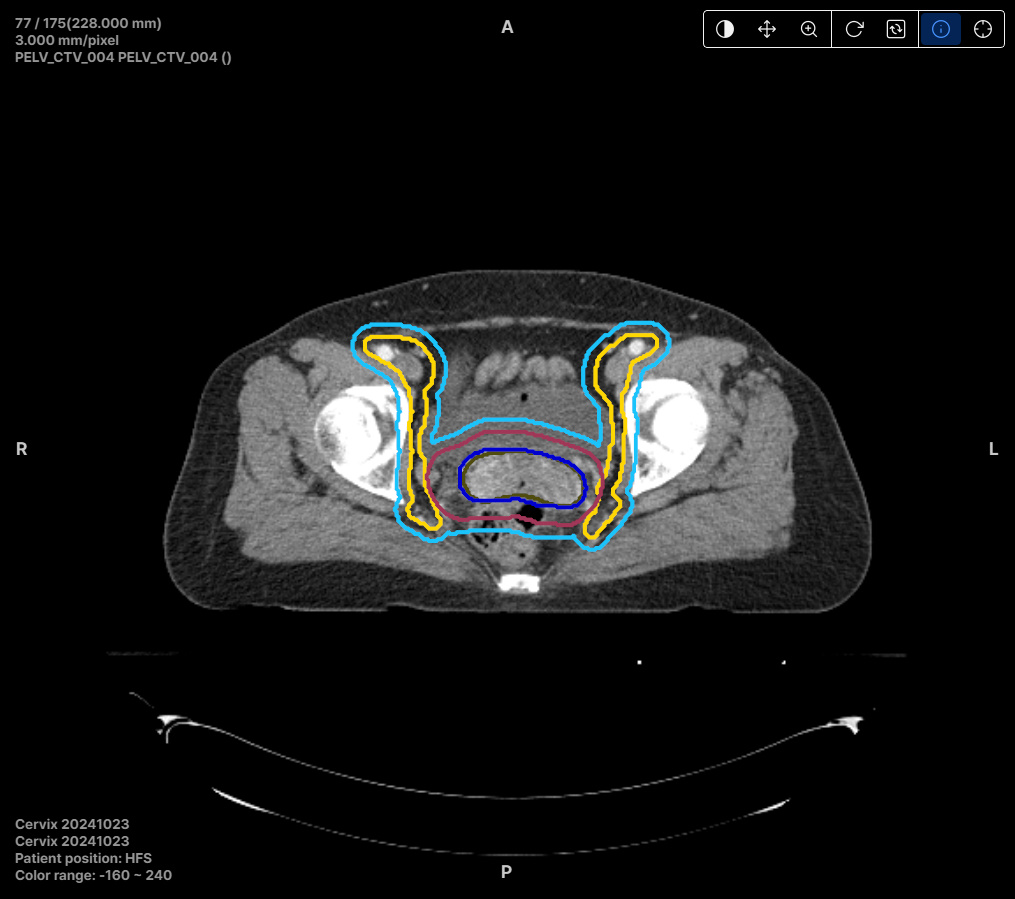 77 / 175(228.000 mm)
3.000 mm/pixel
PELV_CTV_004 PELV_CTV_004 ()
A
R
L
Cervix 20241023
Cervix 20241023
Patient position: HFS
Color range: -160 ~ 240
P